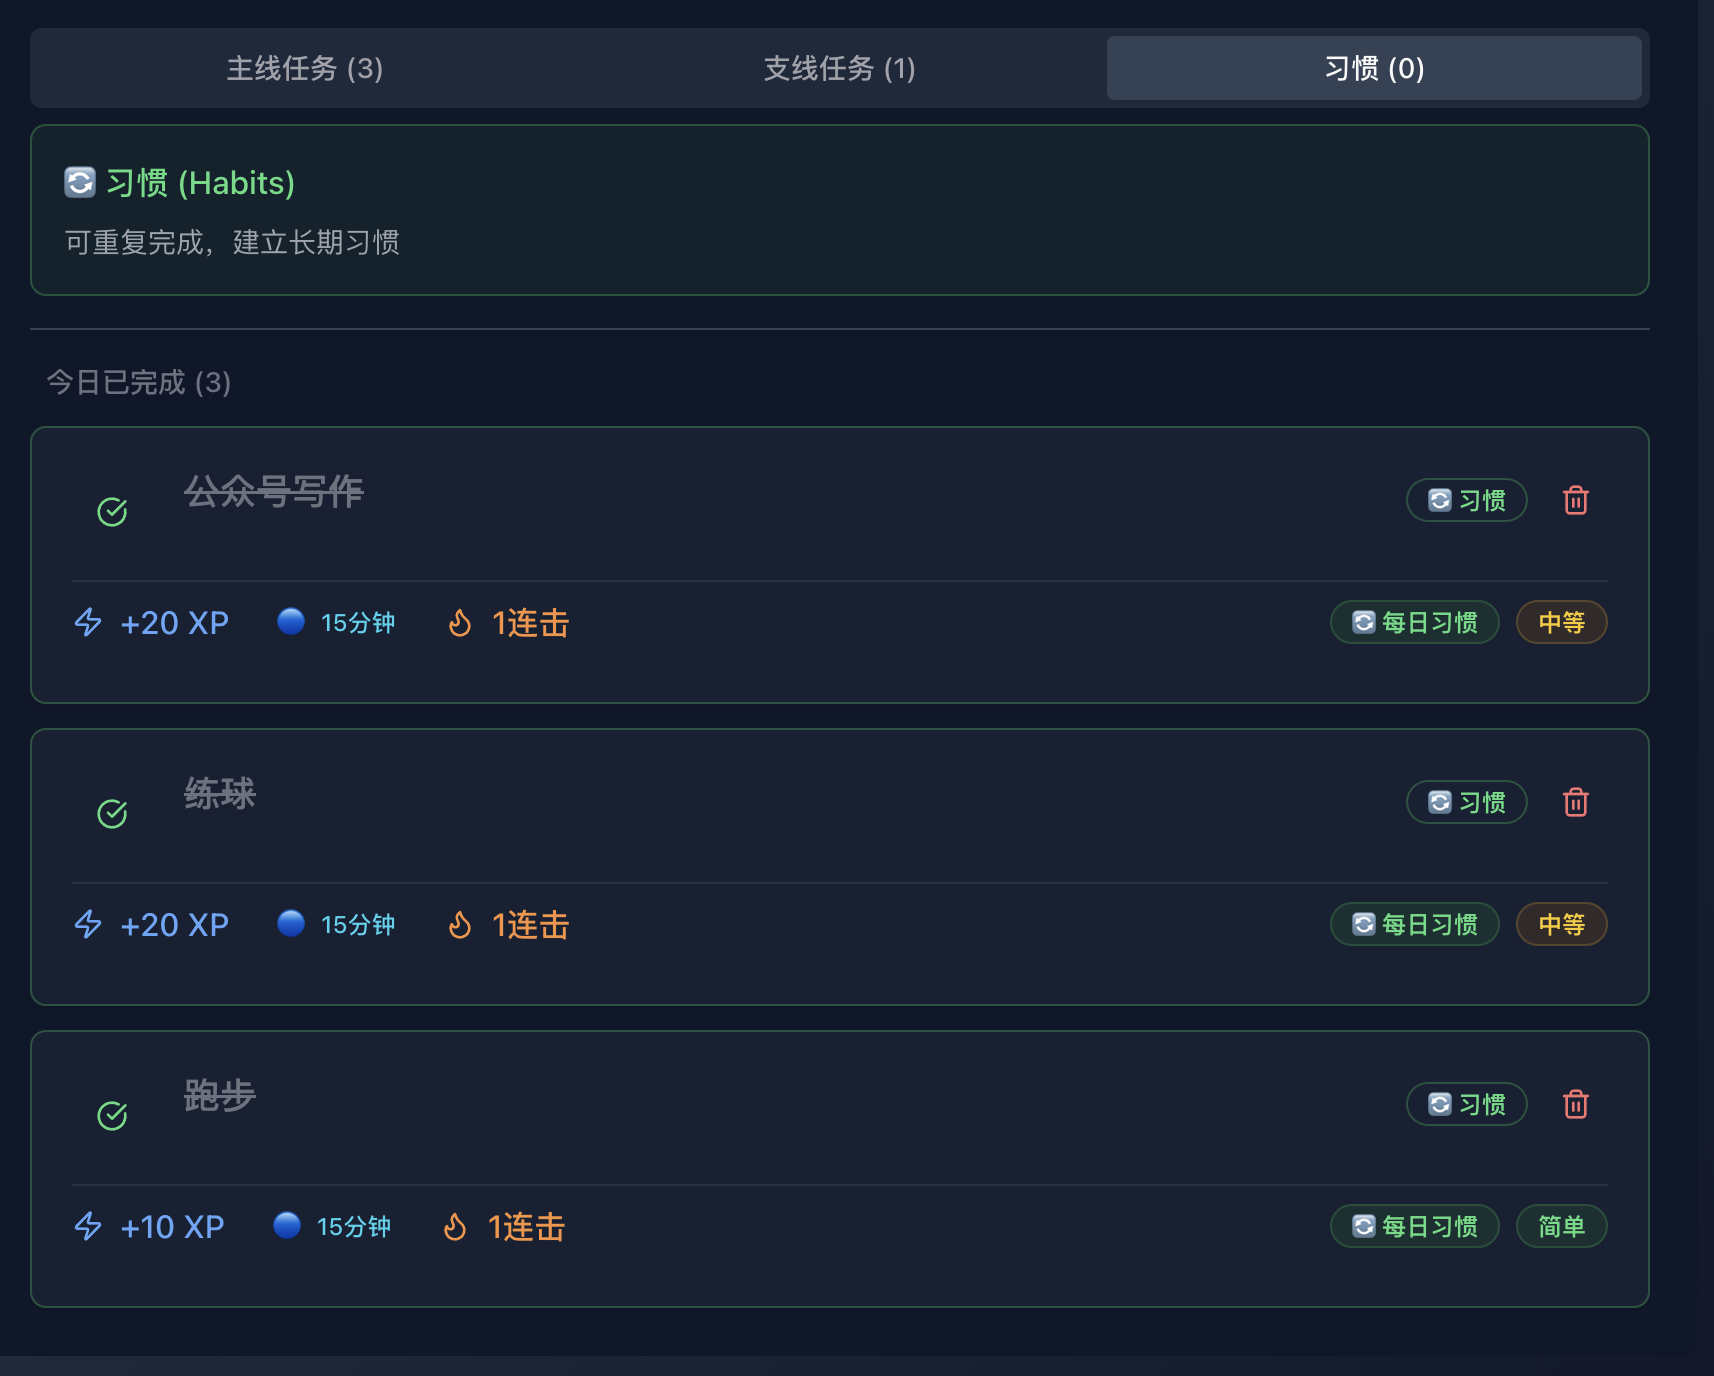 主线任务 (3)
支线任务 (1)
习惯 (0)
习惯 (Habits)
可重复完成，建立长期习惯
今日已完成 (3)
公众号写作
习惯
+20 XP
15分钟
1连击
每日习惯
中等
练球
习惯
+20 XP
15分钟
1连击
每日习惯
中等
跑步
习惯
+10 XP
15分钟
1连击
每日习惯
简单